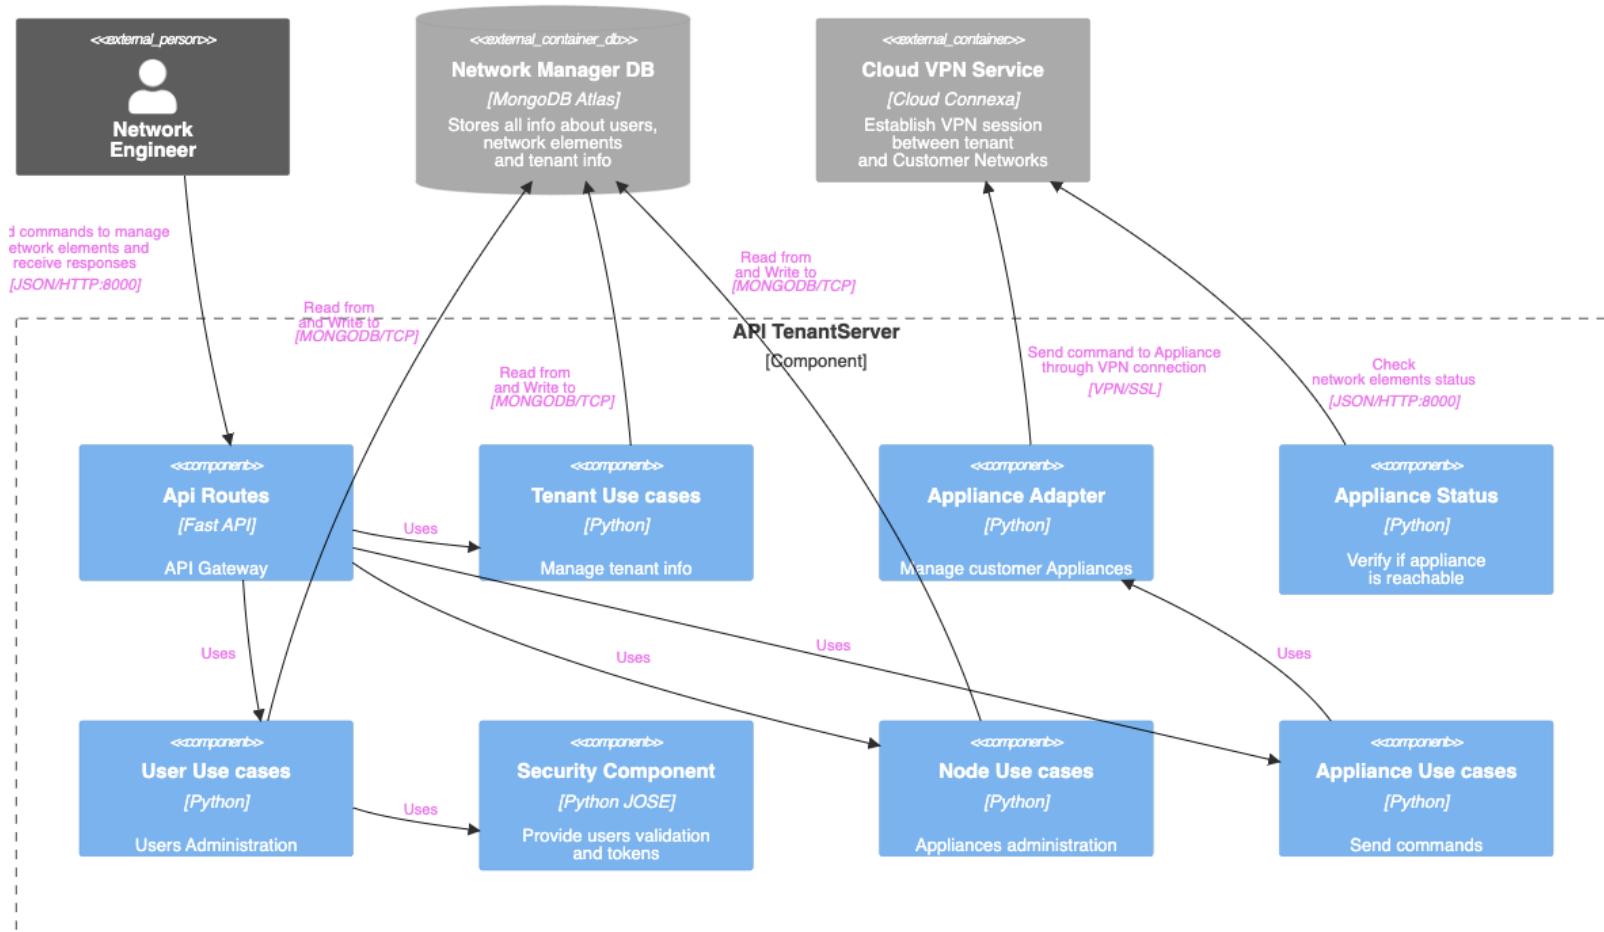 <<external_person>>
Network
Engineer
<<external_container_db>>
Network Manager DB
[MongoDB Atlas]
Stores all info about users,
network elements
and tenant info
<<external_container>>
Cloud VPN Service
[Cloud Connexa]
Establish VPN session
between tenant
and Customer Networks
d commands to manage
etwork elements and
receive responses
[JSON/HTTP:8000]
Read from
and Write to
[MONGODB/TCP]
Read from
and Write to
[MONGODB/TCP]
Read from
and Write to
[MONGODB/TCP]
API TenantServer
[Component]
Send command to Appliance
through VPN connection
[VPN/SSL]
Check
network elements status
[JSON/HTTP:8000]
<<component>>
Api Routes
[Fast API]
API Gateway
Uses
<<component>>
Tenant Use cases
[Python]
Manage tenant info
<<component>>
Appliance Adapter
[Python]
Manage customer Appliances
<<component>>
Appliance Status
[Python]
Verify if appliance
is reachable
Uses
Uses
Uses
Uses
<<component>>
User Use cases
[Python]
Users Administration
Uses
<<component>>
Security Component
[Python JOSE]
Provide users validation
and tokens
<<component>>
Node Use cases
[Python]
Appliances administration
<<component>>
Appliance Use cases
[Python]
Send commands